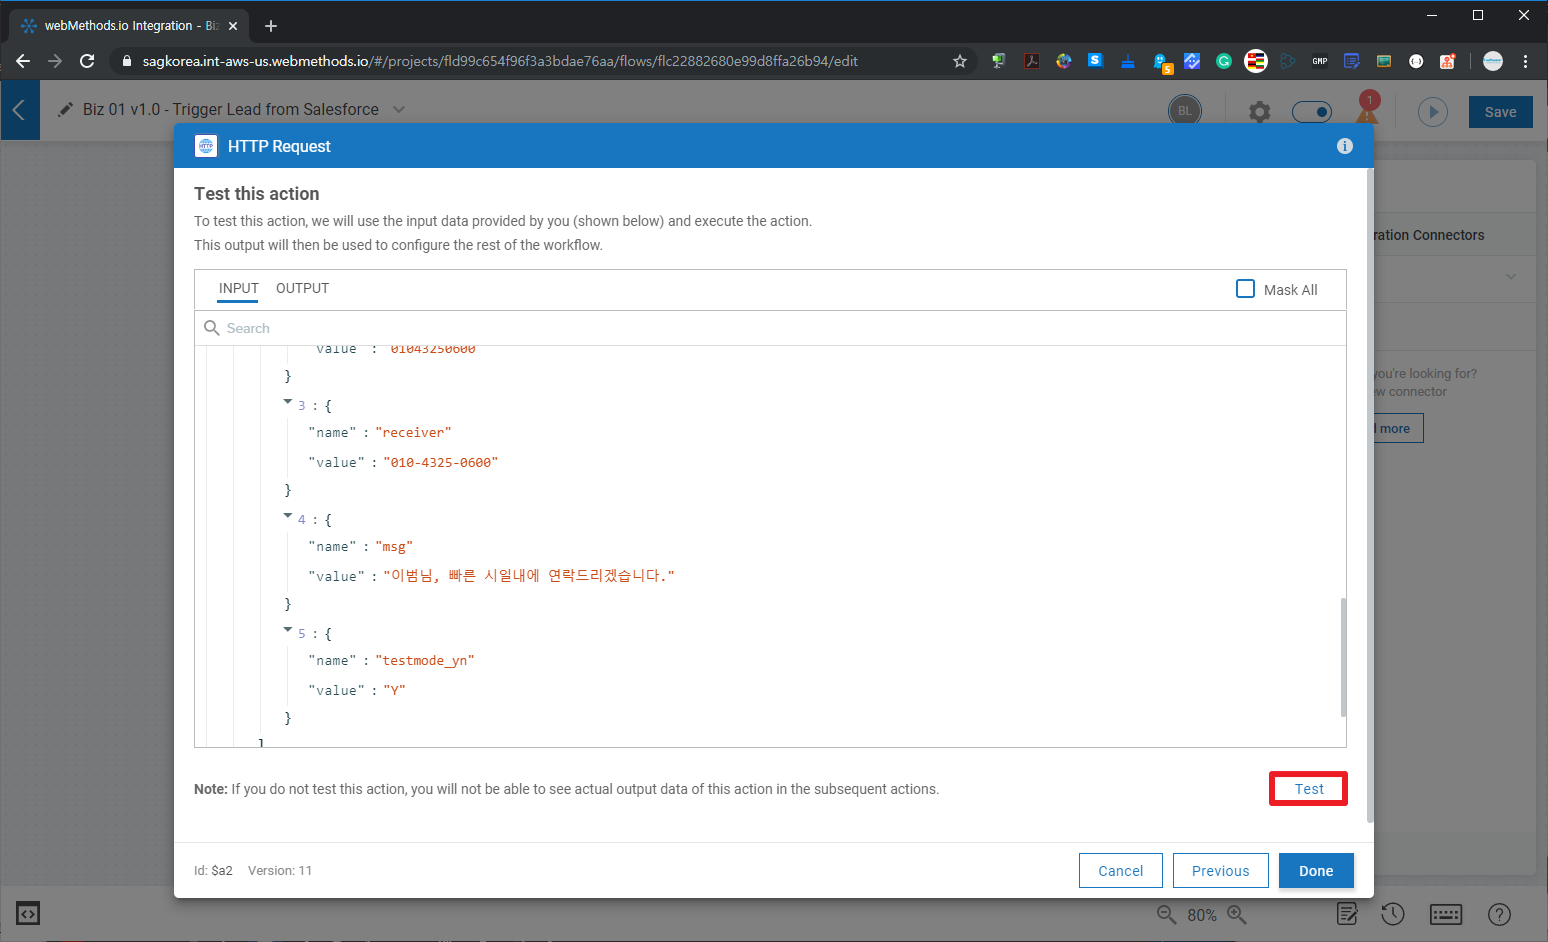 webMethods.io Integration - Biz
sagkorea.int-aws-us.webmethods.io/#/projects/fld99c654f96f3a3bdae76aa/flows/flc22882680e99d8ffa26b94/edit
S
5
G
GMP
Biz 01 v1.0 - Trigger Lead from Salesforce
BL
1
Save
HTTP
HTTP Request
i
Test this action
To test this action, we will use the input data provided by you (shown below) and execute the action.
This output will then be used to configure the rest of the workflow.
ration Connectors
INPUT OUTPUT
Mask All
Search
"value" : "01043250600"
}
3 : {
"name" : "receiver"
"value" : "010-4325-0600"
}
4 : {
"name" : "msg"
"value" : "이범님, 빠른 시일내에 연락드리겠습니다."
}
5 : {
"name" : "testmode_yn"
"value" : "Y"
}
]
you're looking for?
ew connector
more
Note: If you do not test this action, you will not be able to see actual output data of this action in the subsequent actions.
Test
Id: $a2 Version: 11
Cancel
Previous
Done
80%
?